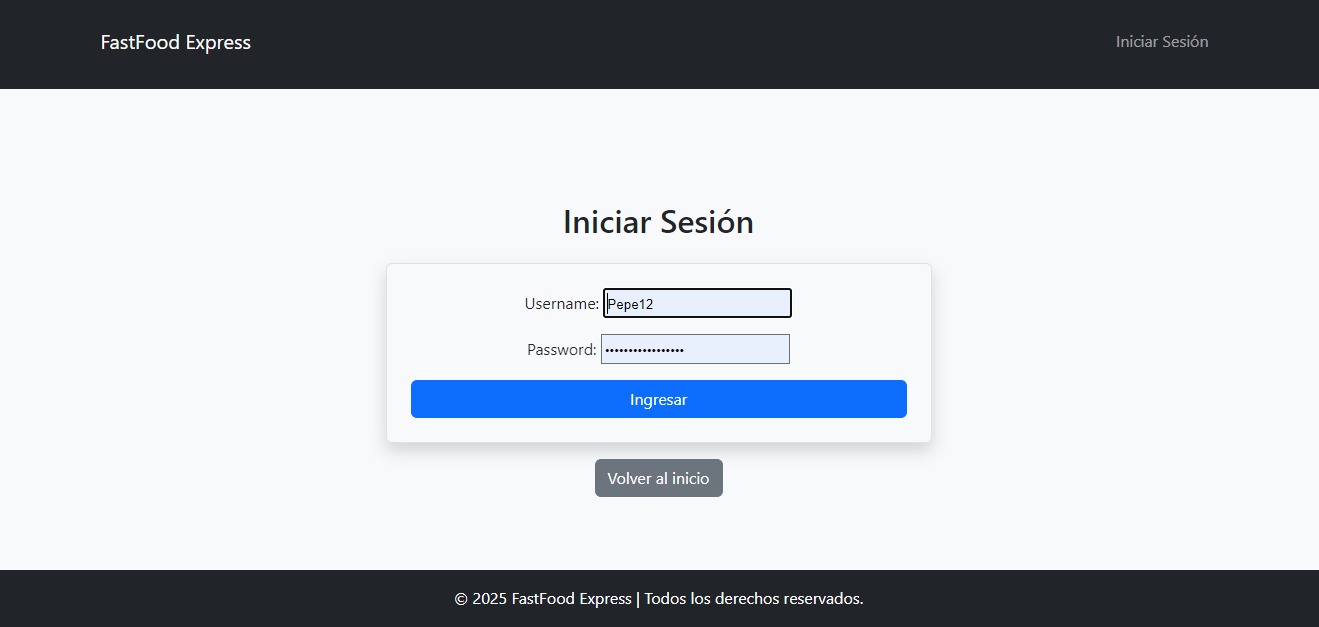 FastFood Express
Iniciar Sesión
Iniciar Sesión
Username: Pepe12
Password: •••••••••••••••••
Ingresar
Volver al inicio
© 2025 FastFood Express | Todos los derechos reservados.